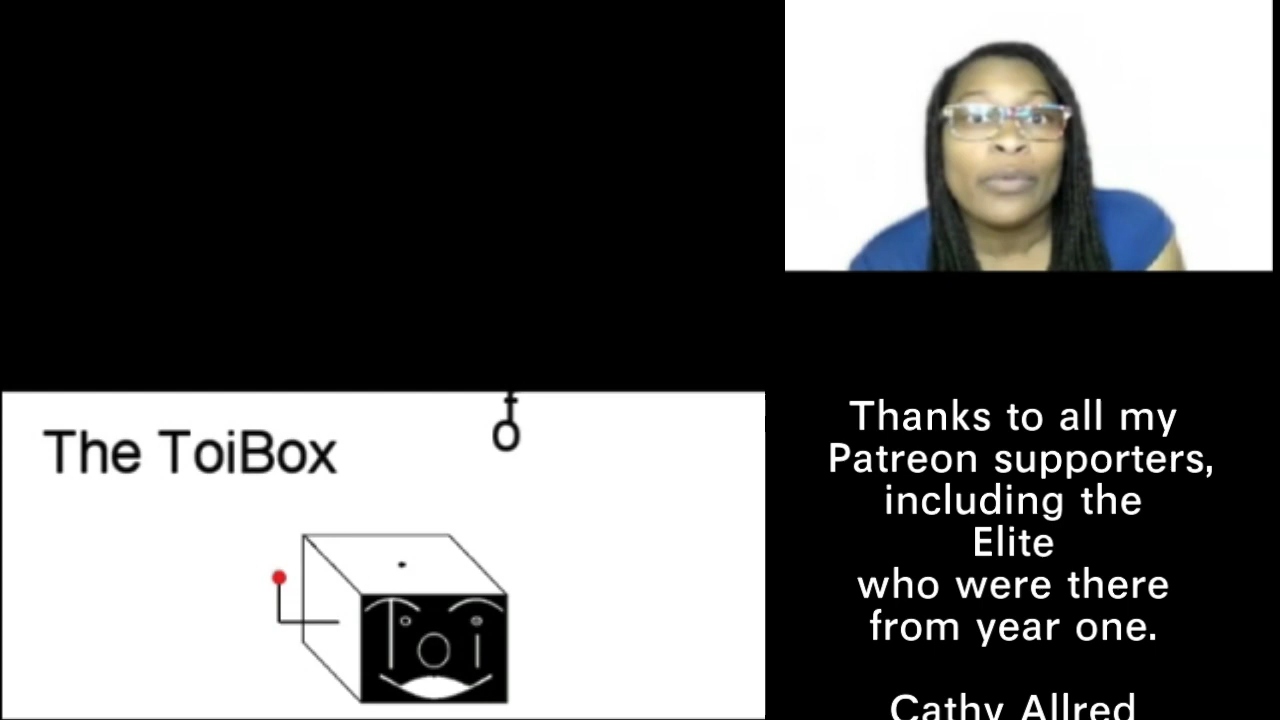 f
o
The ToiBox
Toi
Thanks to all my
Patreon supporters,
including the
Elite
who were there
from year one.
Cathy Allred